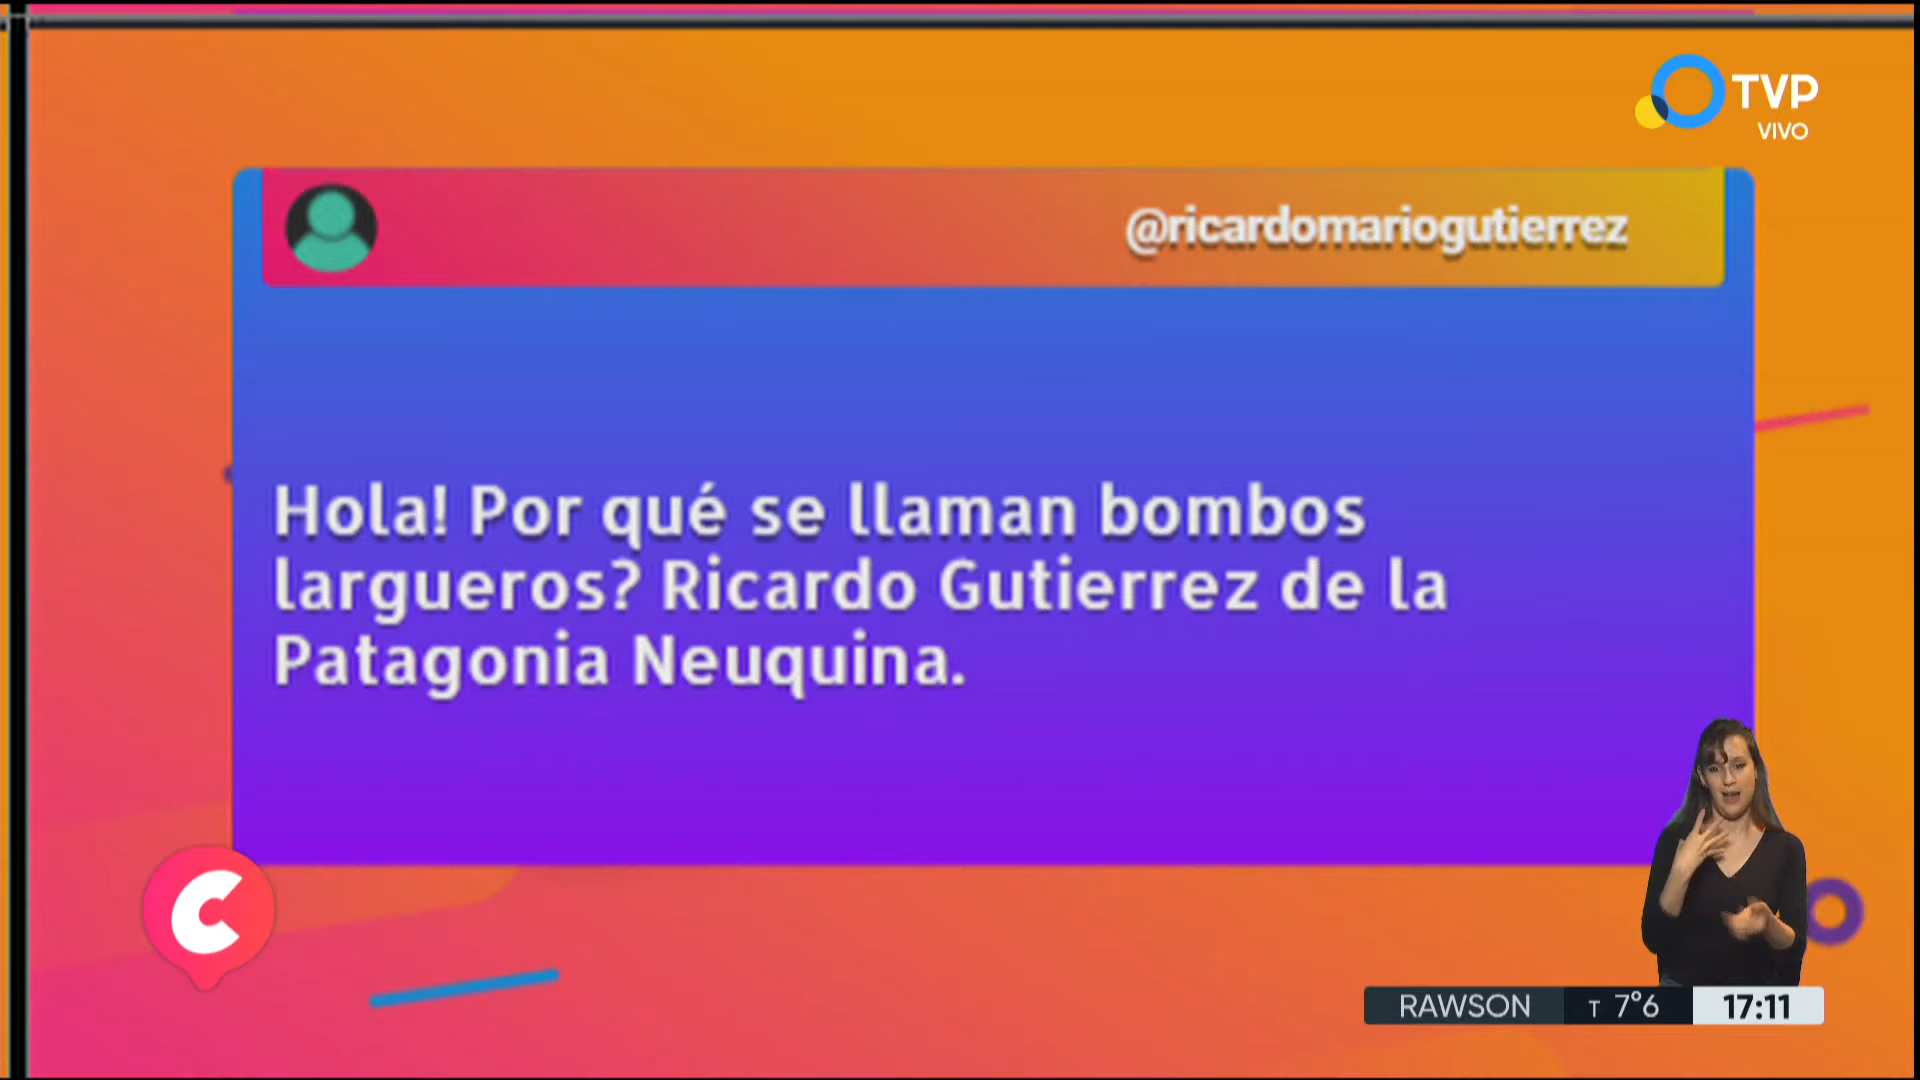 TVP
VIVO
@ricardomariogutierrez
Hola! Por qué se llaman bombos
largueros? Ricardo Gutierrez de la
Patagonia Neuquina.
C
RAWSON T 7°6 17:11